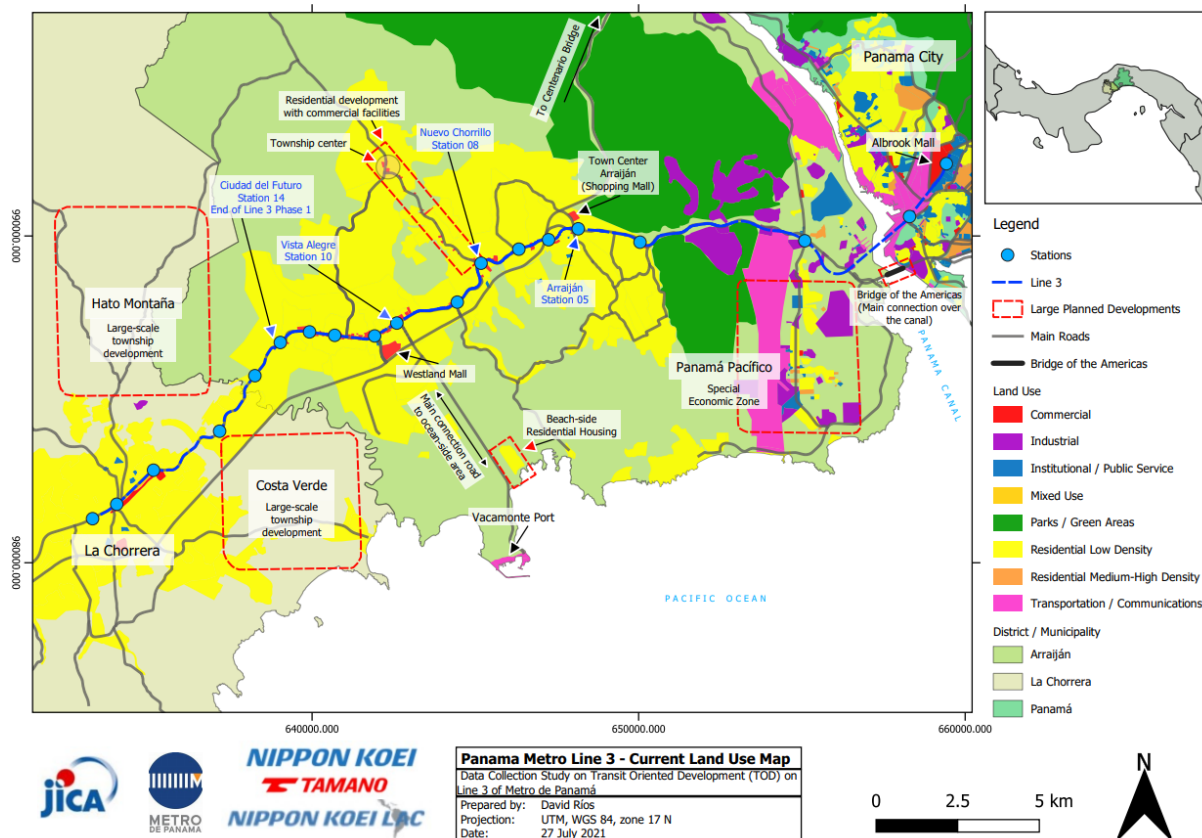 To Centenario Bridge
Panama City
Residential development
with commercial facilities
Township center
Nuevo Chorrillo
Station 08
Albrook Mall
Town Center
Arraiján
(Shopping Mall)
Ciudad del Futuro
Station 14
End of Line 3 Phase 1
Vista Alegre
Station 10
Arraiján
Station 05
Hato Montaña
Large-scale
township
development
Bridge of the Americas
(Main connection over
the canal)
PANAMA CANAL
Westland Mall
Panamá Pacífico
Special
Economic Zone
Main connection road
to ocean-side area
Beach-side
Residential Housing
Costa Verde
Large-scale
township
development
Vacamonte Port
La Chorrera
PACIFIC OCEAN
640000.000
650000.000
660000.000
Legend
Stations
Line 3
Large Planned Developments
Main Roads
Bridge of the Americas
Land Use
Commercial
Industrial
Institutional / Public Service
Mixed Use
Parks / Green Areas
Residential Low Density
Residential Medium-High Density
Transportation / Communications
District / Municipality
Arraiján
La Chorrera
Panamá
JICA
METRO
DE PANAMA
NIPPON KOEI
TAMANO
NIPPON KOEI LAC
Panama Metro Line 3 - Current Land Use Map
Data Collection Study on Transit Oriented Development (TOD) on
Line 3 of Metro de Panamá
Prepared by: David Ríos
Projection: UTM, WGS 84, zone 17 N
Date: 27 July 2021
0 2.5 5 km
N